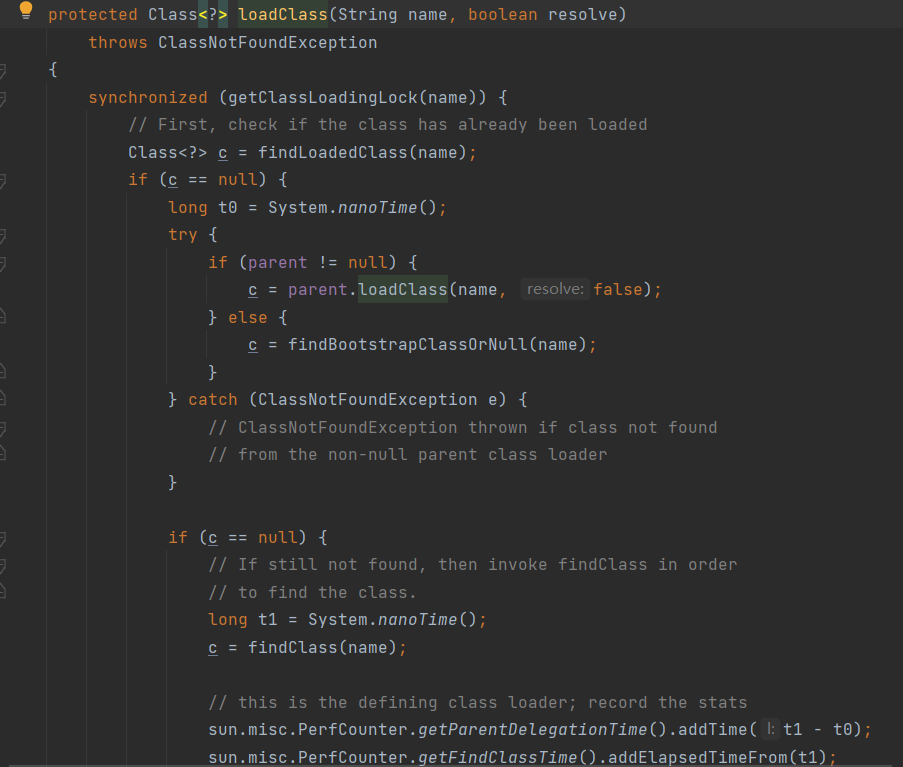 protected Class<?> loadClass(String name, boolean resolve)
throws ClassNotFoundException
{
synchronized (getClassLoadingLock(name)) {
// First, check if the class has already been loaded
Class<?> c = findLoadedClass(name);
if (c == null) {
long t0 = System.nanoTime();
try {
if (parent != null) {
c = parent.loadClass(name, resolve: false);
} else {
c = findBootstrapClassOrNull(name);
}
} catch (ClassNotFoundException e) {
// ClassNotFoundException thrown if class not found
// from the non-null parent class loader
}
if (c == null) {
// If still not found, then invoke findClass in order
// to find the class.
long t1 = System.nanoTime();
c = findClass(name);
// this is the defining class loader; record the stats
sun.misc.PerfCounter.getParentDelegationTime().addTime( l: t1 - t0);
sun.misc.PerfCounter.getFindClassTime().addElapsedTimeFrom(t1);